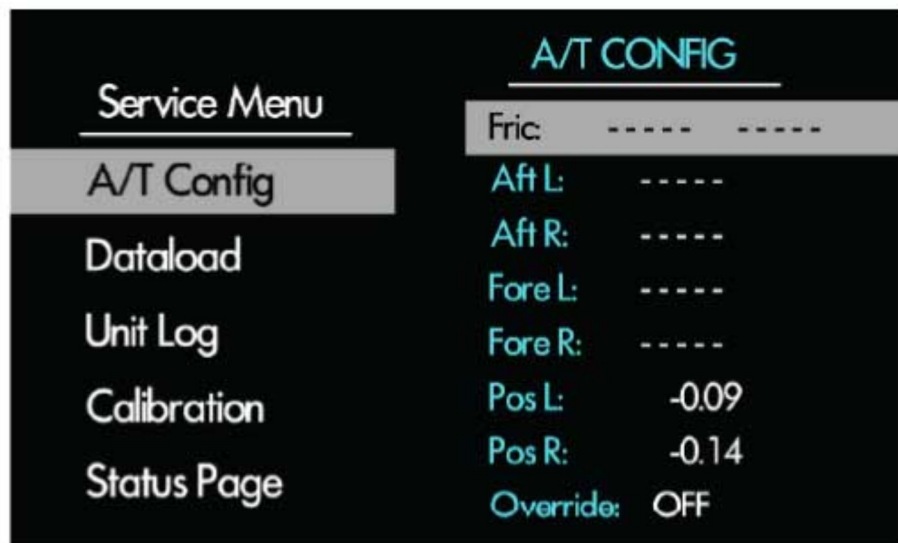 Service Menu
A/T Config
Dataload
Unit Log
Calibration
Status Page
A/T CONFIG
Fric: ----- -----
Aft L: -----
Aft R: -----
Fore L: -----
Fore R: -----
Pos L: -0.09
Pos R: -0.14
Override: OFF